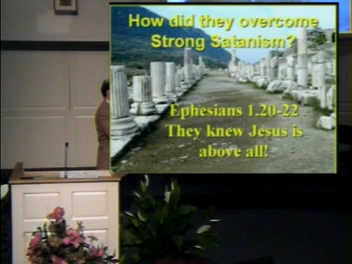 How did they overcome
Strong Satanism?
Ephesians 1.20-22
They knew Jesus is
above all!